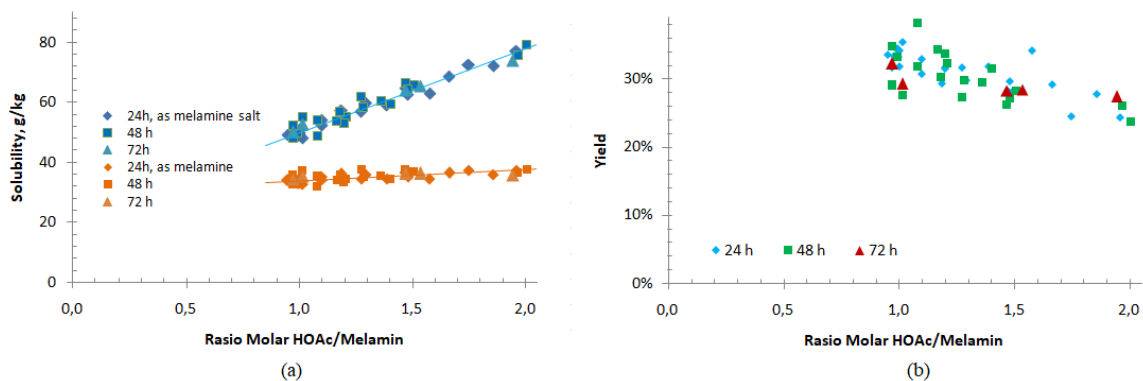 Solubility, g/kg
80
60
40
20
0
24h, as melamine salt
48 h
72h
24h, as melamine
48 h
72 h
0,0 0,5 1,0 1,5 2,0
Rasio Molar HOAc/Melamin
(a)
Yield
30%
20%
10%
0%
24 h 48 h 72 h
0,0 0,5 1,0 1,5 2,0
Rasio Molar HOAc/Melamin
(b)